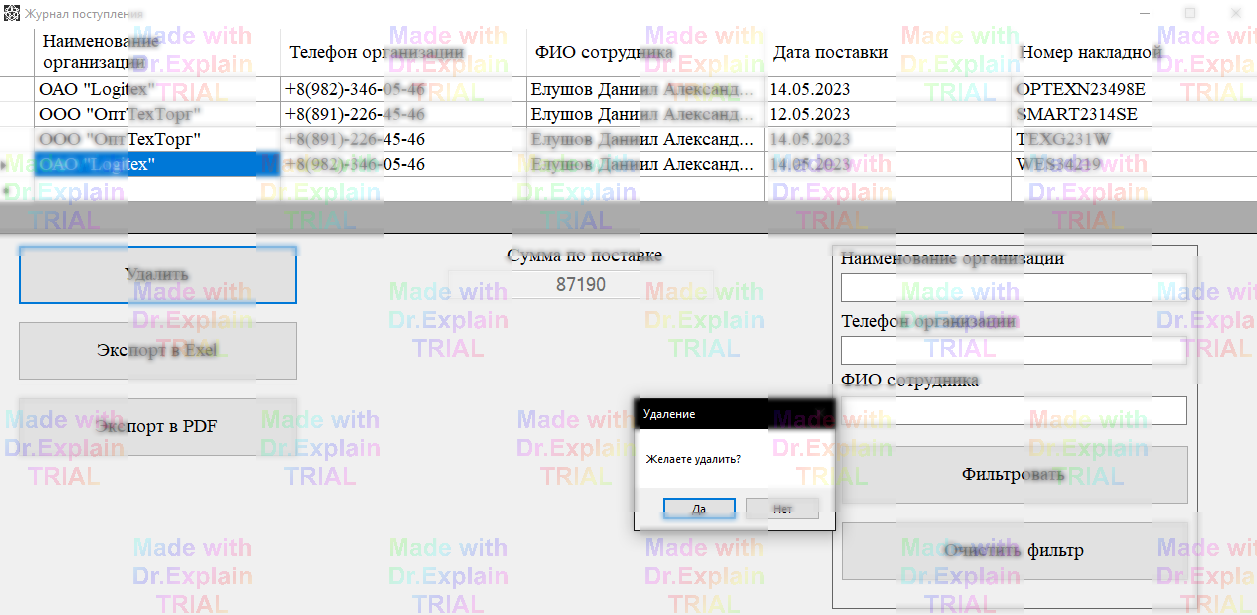 Журнал поступления
Наименование
организации
Телефон организации
ФИО сотрудника
Дата поставки
Номер накладной
ОАО "Logitex" +8(982)-346-05-46 Елушов Даниил Александ... 14.05.2023 OPTEXN23498E
ООО "ОптТехТорг" +8(891)-226-45-46 Елушов Даниил Александ... 12.05.2023 SMART2314SE
ООО "ОптТехТорг" +8(891)-226-45-46 Елушов Даниил Александ... 14.05.2023 TEXG231W
ОАО "Logitex" +8(982)-346-05-46 Елушов Даниил Александ... 14.05.2023 WES34219
Удалить
Экспорт в Exel
Экспорт в PDF
Сумма по поставке
87190
Наименование организации
Телефон организации
ФИО сотрудника
Фильтровать
Очистять фильтр
Удаление
Желаете удалить?
Да
Нет
Made with
Dr.Explain
TRIAL